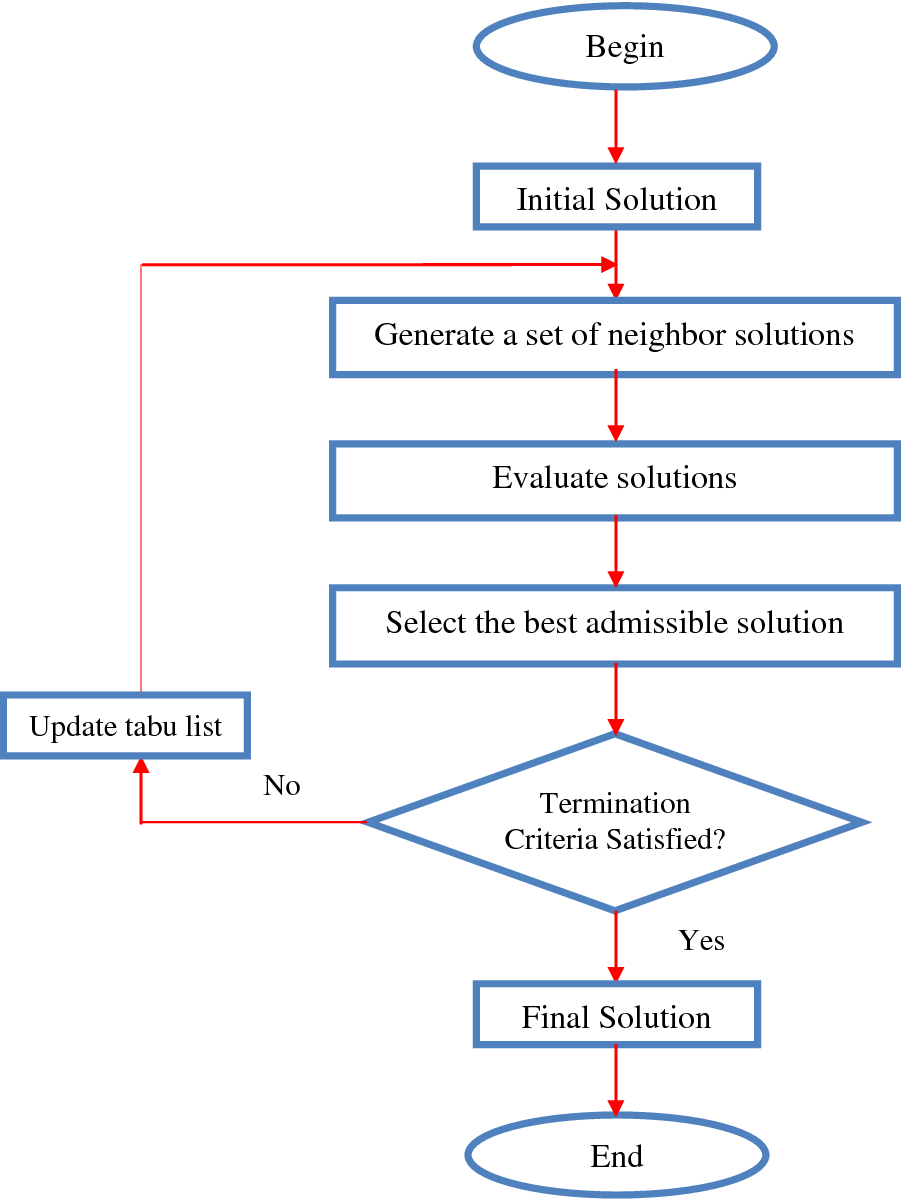 Begin
Initial Solution
Generate a set of neighbor solutions
Evaluate solutions
Select the best admissible solution
Update tabu list
No
Termination
Criteria Satisfied?
Yes
Final Solution
End